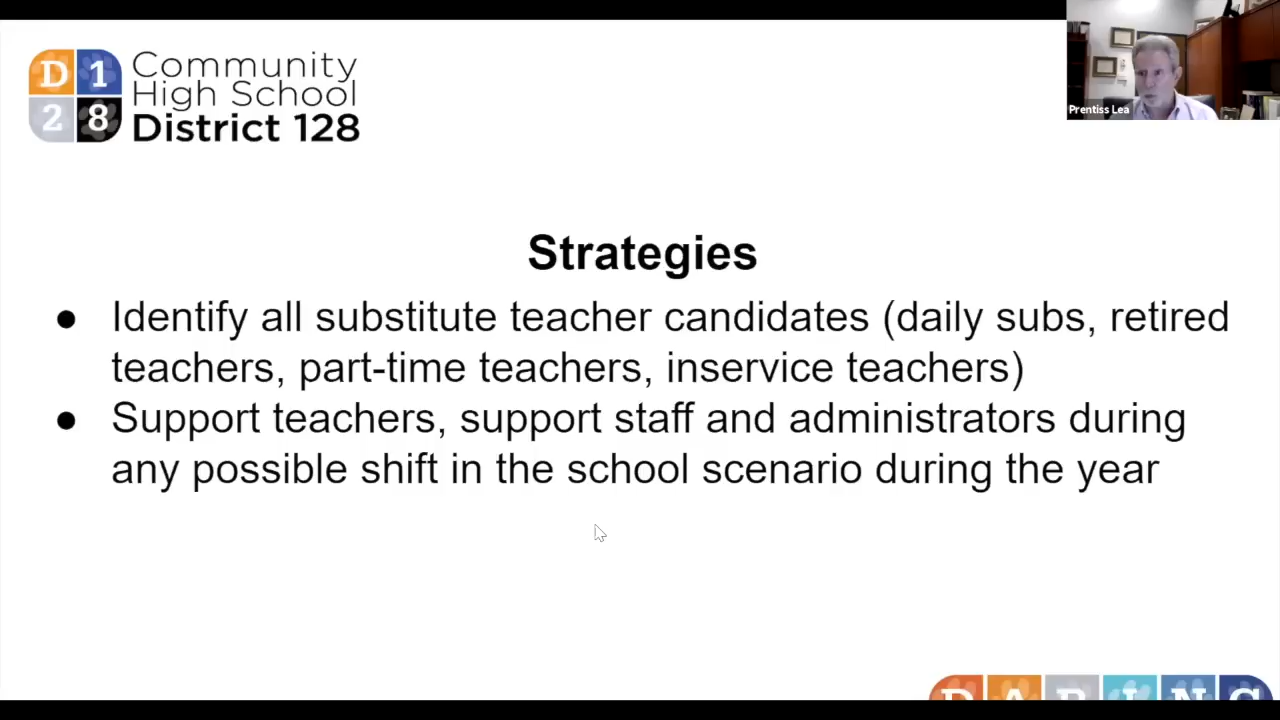 D 1
2 8
Community
High School
District 128
Prentiss Lea
Strategies
● Identify all substitute teacher candidates (daily subs, retired
teachers, part-time teachers, inservice teachers)
● Support teachers, support staff and administrators during
any possible shift in the school scenario during the year
DARING